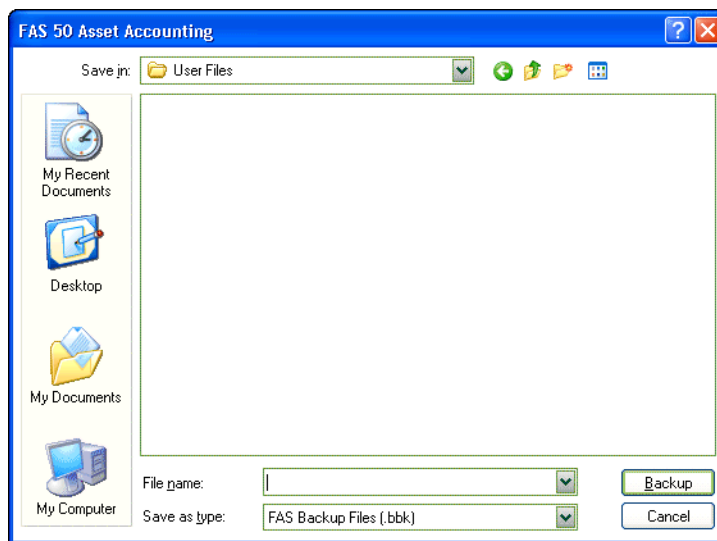 FAS 50 Asset Accounting
Save in: User Files
My Recent
Documents
Desktop
My Documents
My Computer
File name:
Backup
Save as type: FAS Backup Files (.bbk)
Cancel